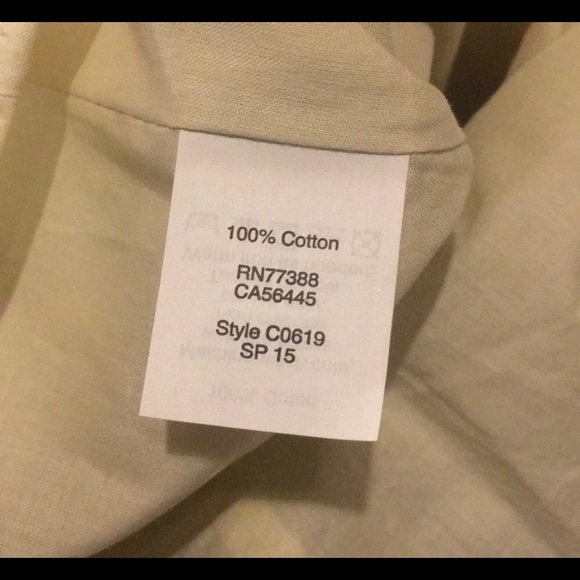 100% Cotton
RN77388
CA56445
Style C0619
SP 15